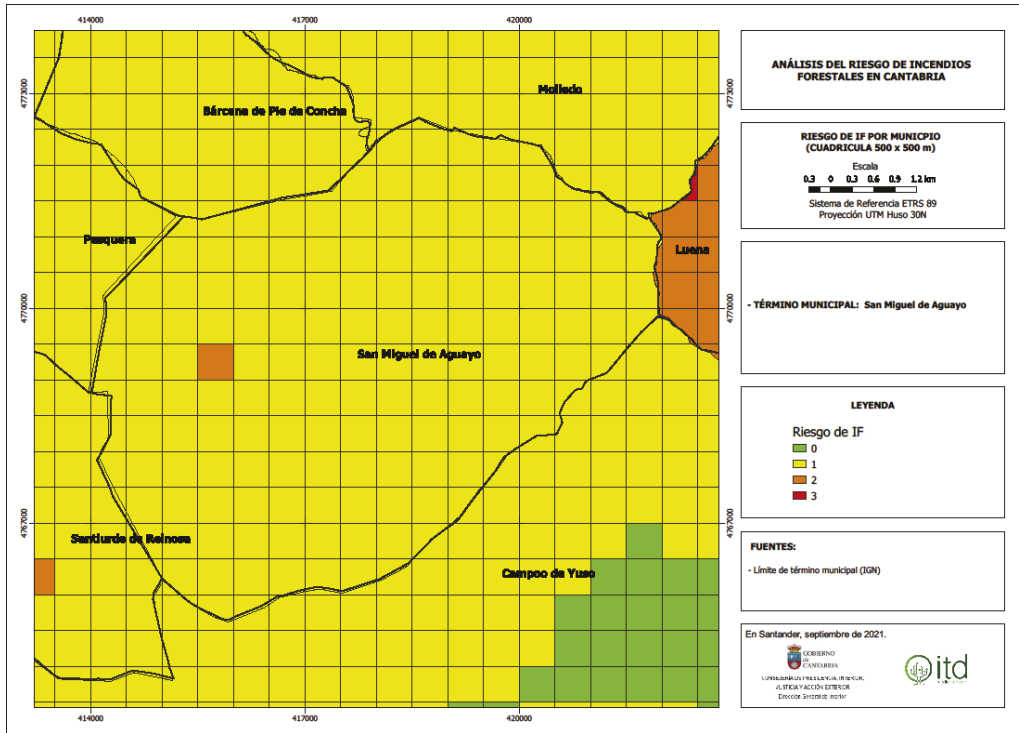 414000
417000
420000
4773000
4773000
Molledo
Bárcena de Pie de Concha
Pesquera
Luena
4770000
4770000
San Miguel de Aguayo
4767000
4767000
Santiurde de Reinosa
Campoo de Yuso
414000
417000
420000
ANÁLISIS DEL RIESGO DE INCENDIOS
FORESTALES EN CANTABRIA
RIESGO DE IF POR MUNICPIO
(CUADRICULA 500 x 500 m)
Escala
0.3 0 0.3 0.6 0.9 1.2 km
Sistema de Referencia ETRS 89
Proyección UTM Huso 30N
- TÉRMINO MUNICIPAL: San Miguel de Aguayo
LEYENDA
Riesgo de IF
0
1
2
3
FUENTES:
- Límite de término municipal (IGN)
En Santander, septiembre de 2021.
GOBIERNO
de
CANTABRIA
CONSEJERÍA DE PRESIDENCIA, INTERIOR,
JUSTICIA Y ACCIÓN EXTERIOR
Dirección General de Interior
itd